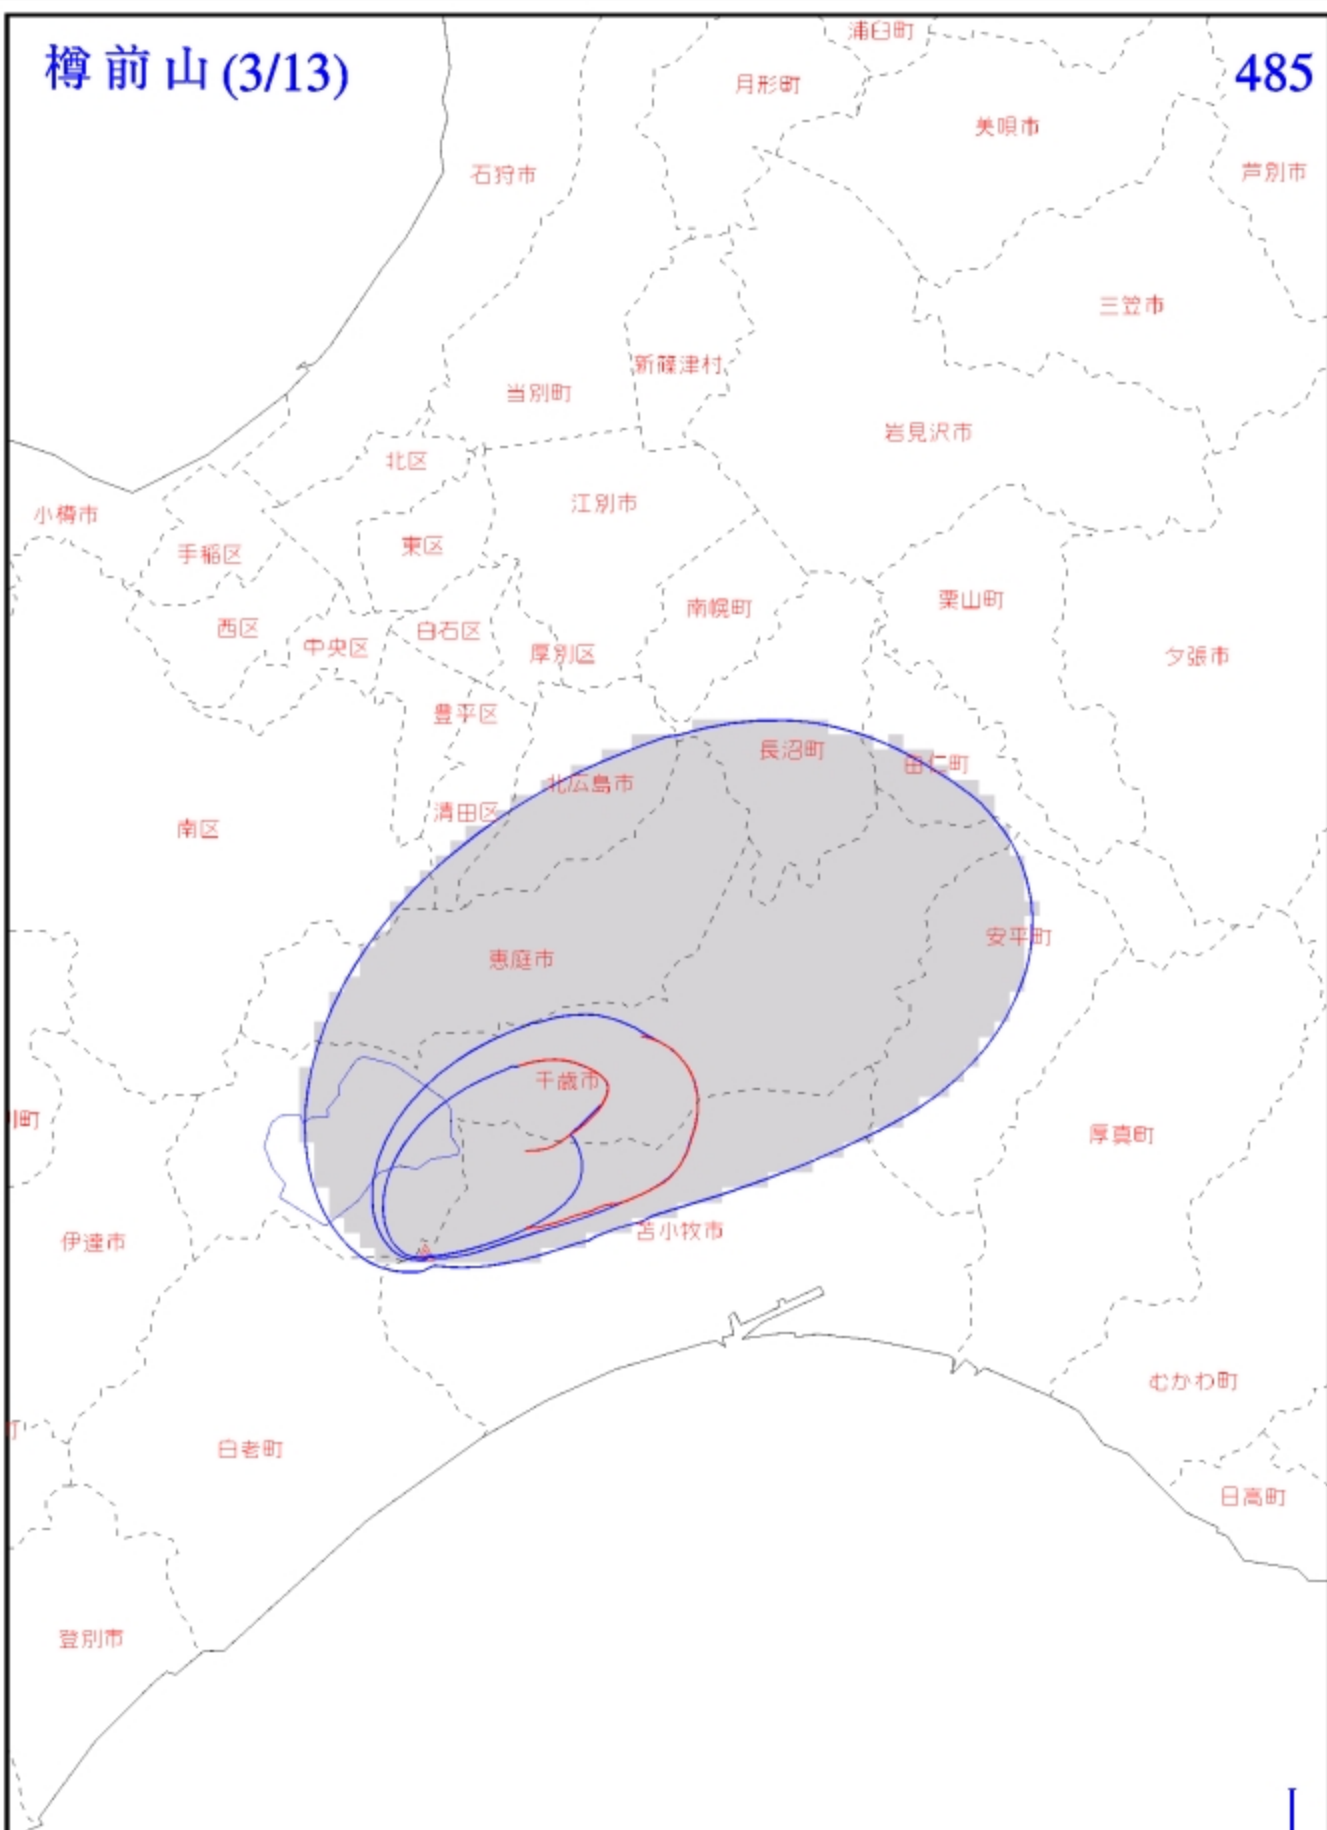 樽前山(3/13)
485
浦臼町
月形町
美唄市
石狩市
芦別市
三笠市
新篠津村
当別町
岩見沢市
北区
江別市
小樽市
手稲区
東区
栗山町
南幌町
西区
白石区
中央区
厚別区
夕張市
豊平区
長沼町
田仁町
北広島市
清田区
南区
安平町
恵庭市
千歳市
町
厚真町
苫小牧市
伊達市
むかわ町
町
白老町
日高町
登別市